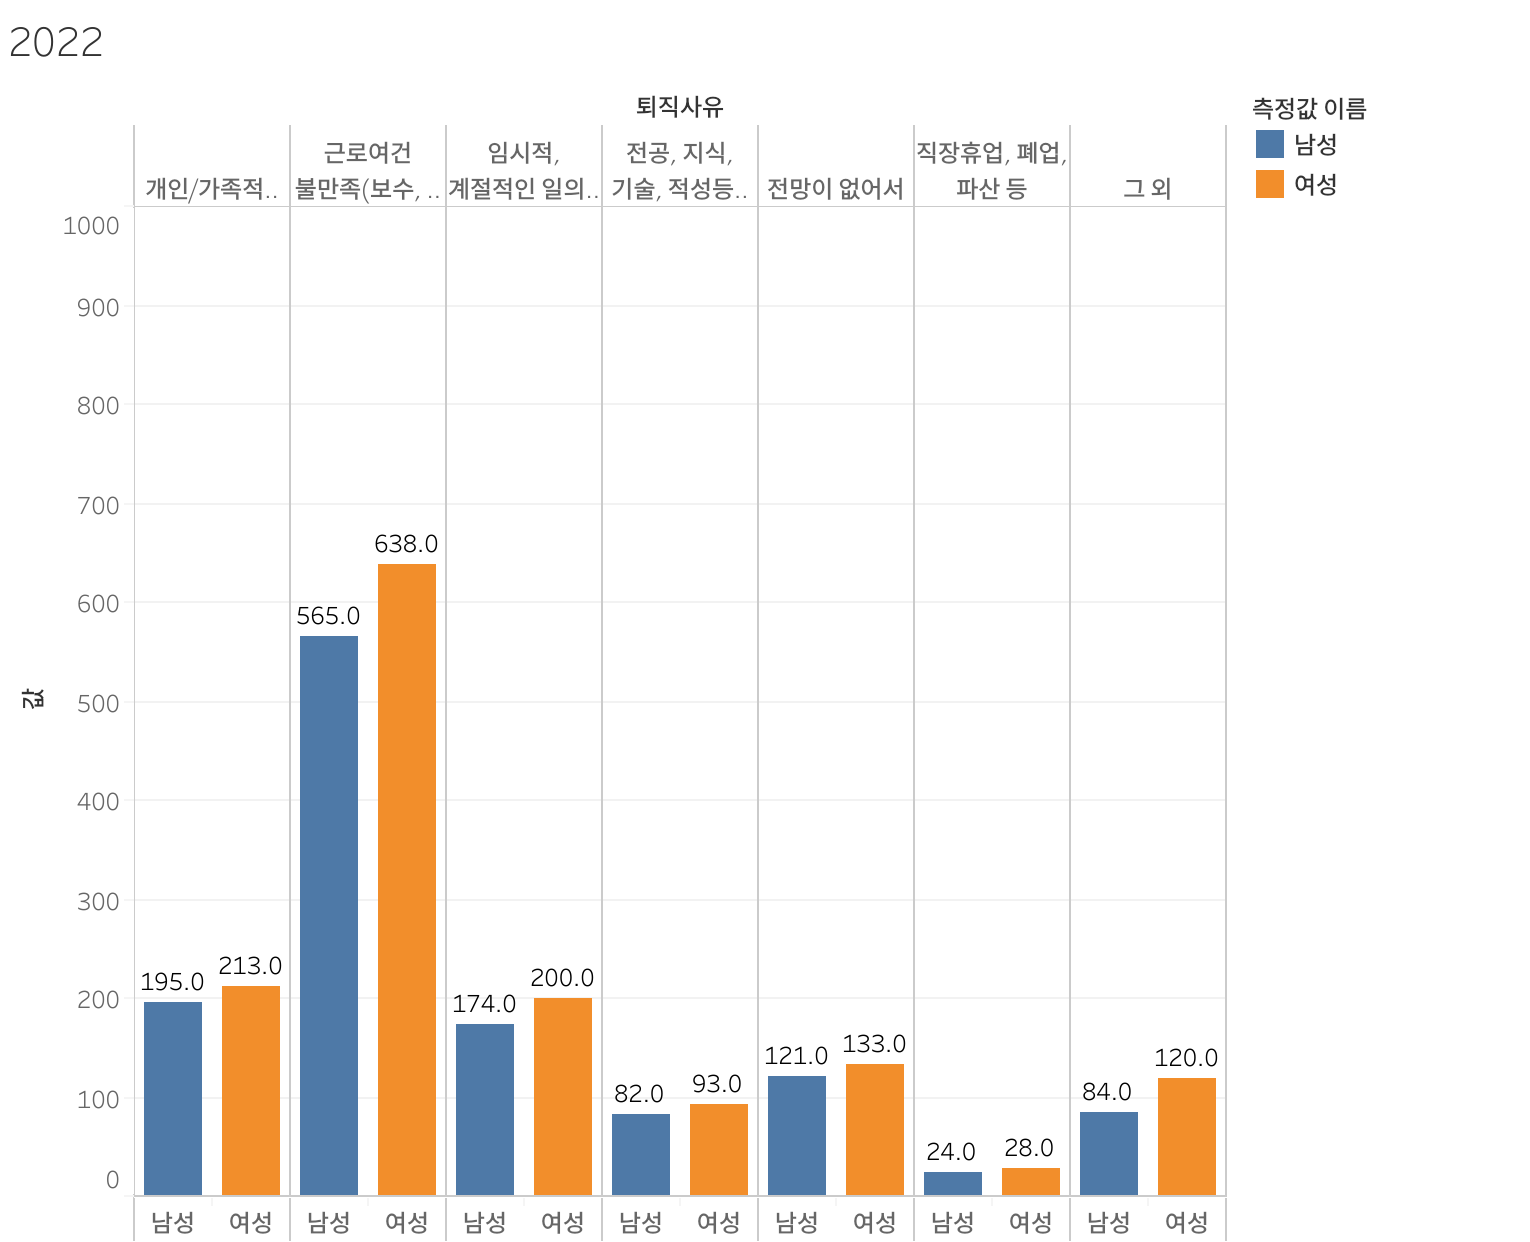 2022
퇴직사유
측정값 이름
남성
여성
개인/가족적..
근로여건
불만족(보수, ..
임시적,
계절적인 일의..
전공, 지식,
기술, 적성등..
전망이 없어서
직장휴업, 폐업,
파산 등
그 외
값
1000
900
800
700
600
500
400
300
200
100
0
195.0
213.0
565.0
638.0
174.0
200.0
82.0
93.0
121.0
133.0
24.0
28.0
84.0
120.0
남성 여성 남성 여성 남성 여성 남성 여성 남성 여성 남성 여성 남성 여성